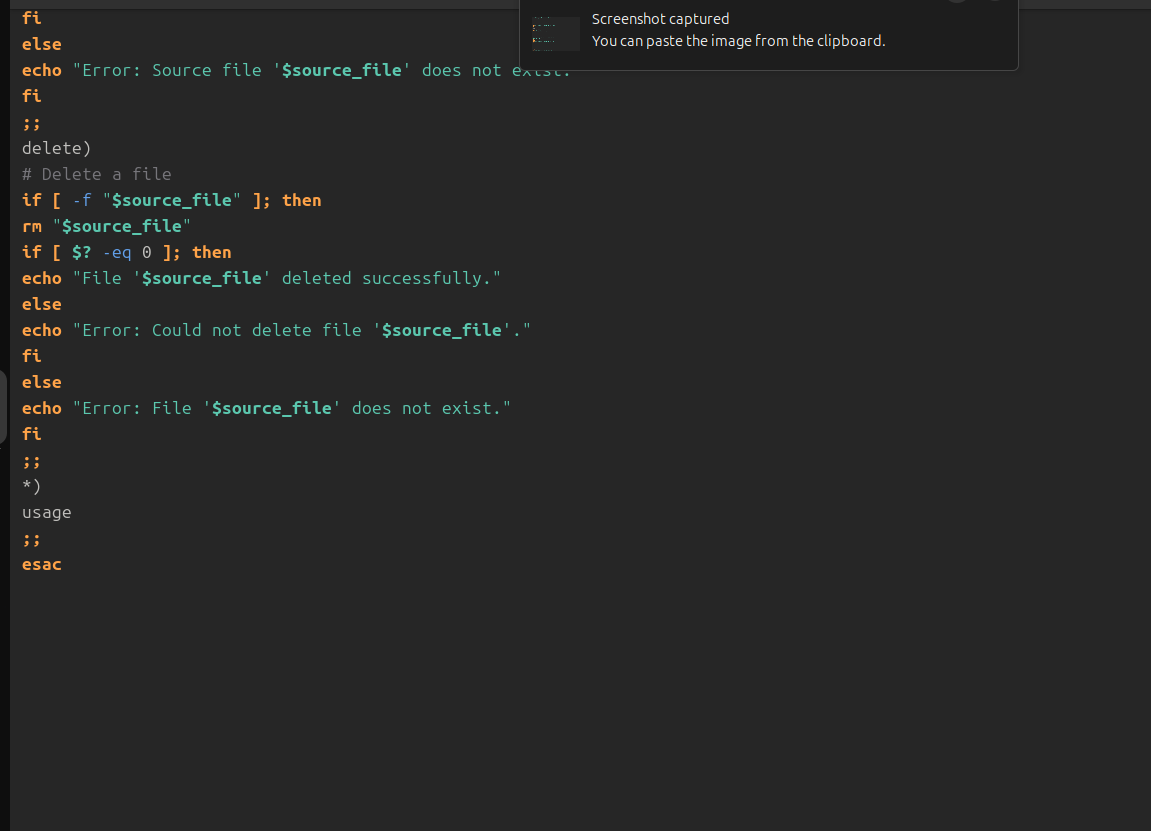 fi
else
echo "Error: Source file '$source_file' does not exist.
fi
;;
delete)
# Delete a file
if [ -f "$source_file" ]; then
rm "$source_file"
if [ $? -eq 0 ]; then
echo "File '$source_file' deleted successfully."
else
echo "Error: Could not delete file '$source_file'."
fi
else
echo "Error: File '$source_file' does not exist."
fi
;;
*)
usage
;;
esac
Screenshot captured
You can paste the image from the clipboard.